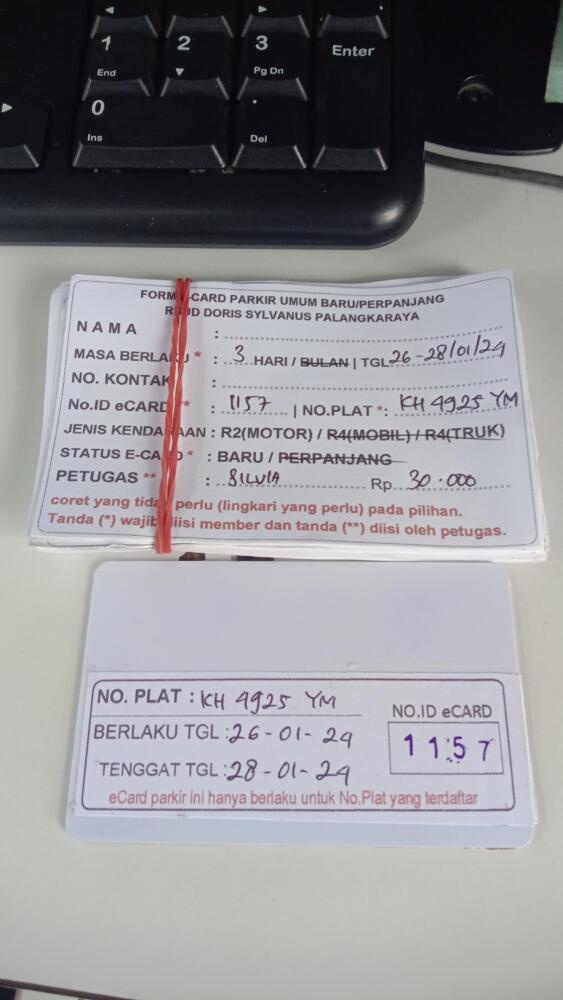 1
End
2
3
Pg Dn
Enter
0
Ins
.
Del
FORM E-CARD PARKIR UMUM BARU/PERPANJANG
DORIS SYLVANUS PALANGKARAYA
NAMA :
MASA BERLAKU * : 3 HARI / BULAN | TGL 26-28/01/24
NO. KONTAK :
No.ID eCARD ** : 1157 | NO.PLAT *: KH 4925 YM
JENIS KENDARAAN : R2(MOTOR) / R4(MOBIL) / R4(TRUK)
STATUS E-CARD * : BARU / PERPANJANG
PETUGAS ** : SILVIA Rp 30.000
coret yang tidak perlu (lingkari yang perlu) pada pilihan.
Tanda (*) wajib diisi member dan tanda (**) diisi oleh petugas.
NO. PLAT : KH 4925 YM
BERLAKU TGL : 26-01-24
TENGGAT TGL : 28-01-24
NO.ID eCARD
1157
eCard parkir ini hanya berlaku untuk No.Plat yang terdaftar